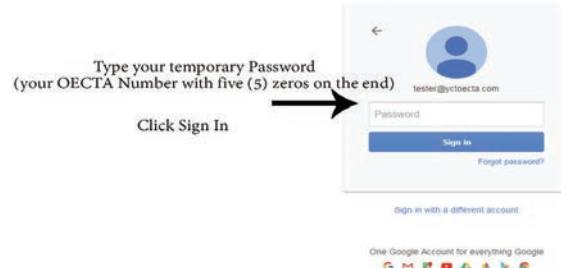 Type your temporary Password
(your OECTA Number with five (5) zeros on the end)
Click Sign In
tester@yctoecta.com
Password
Sign in
Forgot password?
Sign in with a different account
One Google Account for everything Google